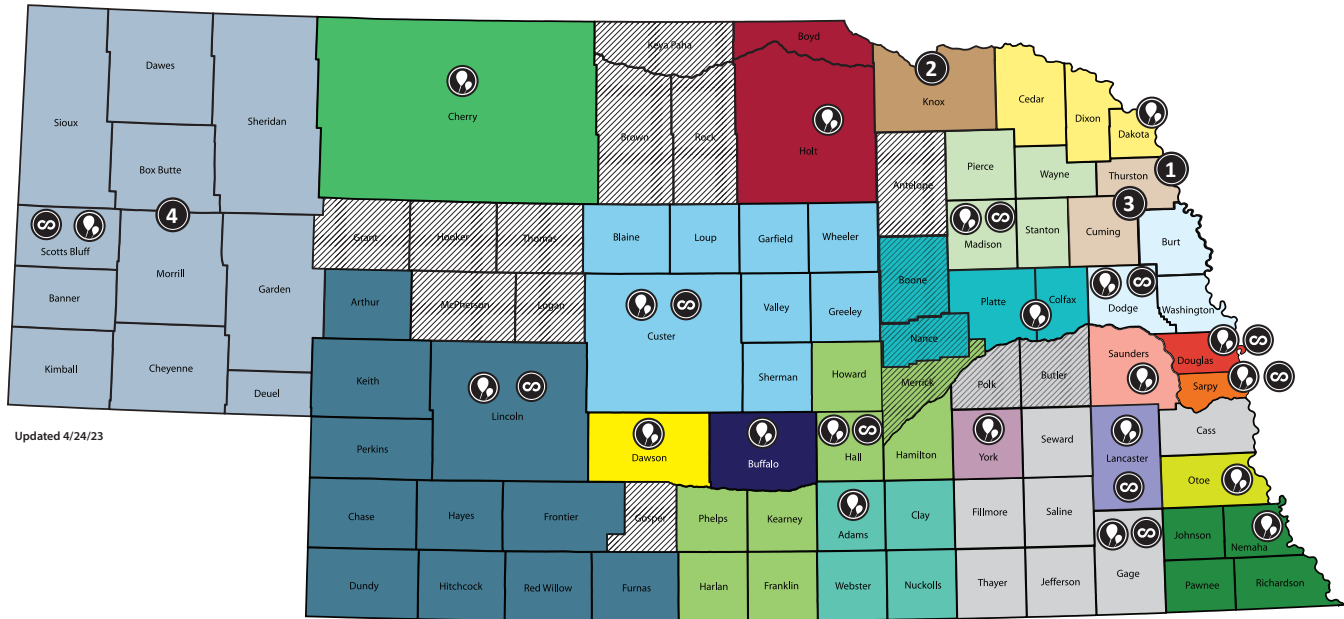 Keya Paha
Boyd
Dawes
Sioux
Sheridan
Cherry
2
Knox
Cedar
Dixon
Dakota
Brown
Rock
Holt
Box Butte
Antelope
Pierce
Wayne
Thurston
1
4
Scotts Bluff
Morrill
Garden
Grant
Hooker
Thomas
Blaine
Loup
Garfield
Wheeler
Madison
Stanton
Cuming
3
Burt
Banner
Arthur
McPherson
Logan
Custer
Valley
Greeley
Boone
Platte
Colfax
Dodge
Washington
Kimball
Cheyenne
Deuel
Keith
Lincoln
Sherman
Howard
Nance
Merrick
Polk
Butler
Saunders
Douglas
Sarpy
Updated 4/24/23
Perkins
Dawson
Buffalo
Hall
Hamilton
York
Seward
Lancaster
Cass
Otoe
Chase
Hayes
Frontier
Gosper
Phelps
Kearney
Adams
Clay
Fillmore
Saline
Gage
Johnson
Nemaha
Dundy
Hitchcock
Red Willow
Furnas
Harlan
Franklin
Webster
Nuckolls
Thayer
Jefferson
Pawnee
Richardson